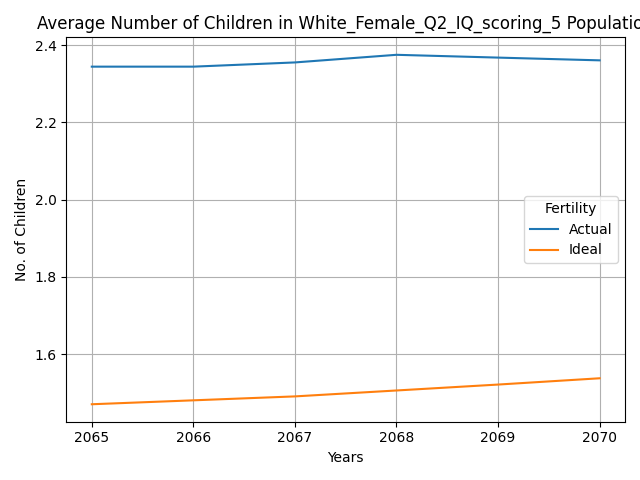 Average Number of Children in White_Female_Q2_IQ_scoring_5 Populatio
2.4
2.2
2.0
1.8
1.6
No. of Children
Fertility
Actual
Ideal
2065 2066 2067 2068 2069 2070
Years